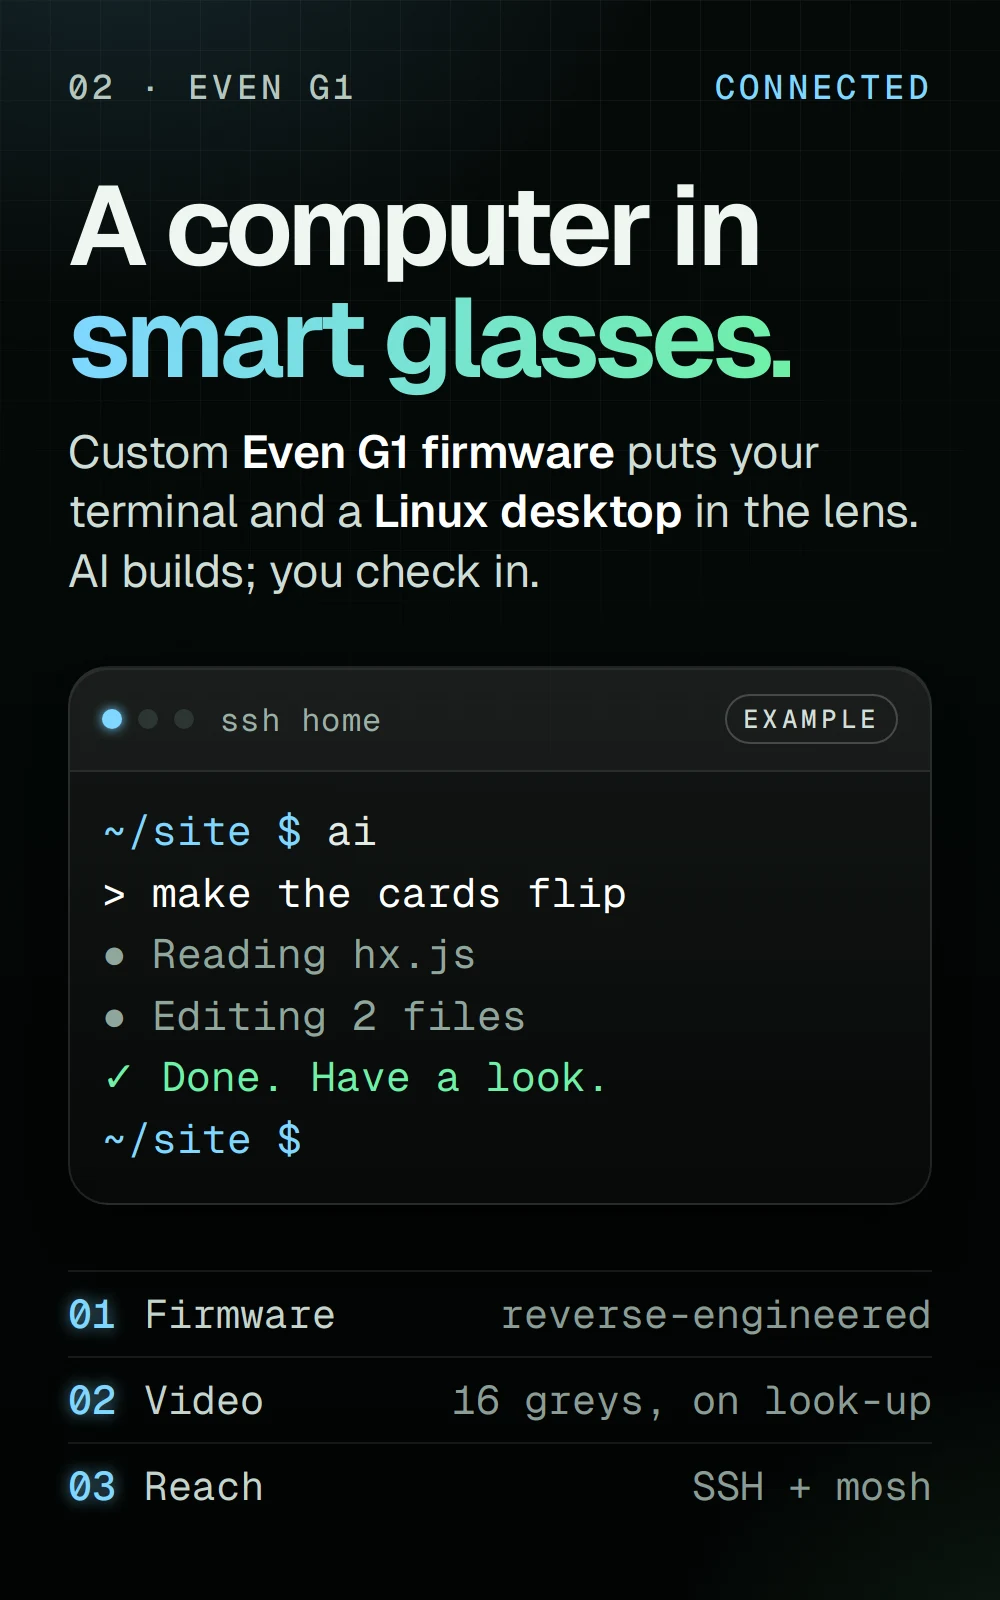 02 · EVEN G1
CONNECTED
A computer in
smart glasses.
Custom Even G1 firmware puts your
terminal and a Linux desktop in the lens.
AI builds; you check in.
ssh home
EXAMPLE
~/site $ ai
> make the cards flip
● Reading hx.js
● Editing 2 files
✓ Done. Have a look.
~/site $
01 Firmware reverse-engineered
02 Video 16 greys, on look-up
03 Reach SSH + mosh